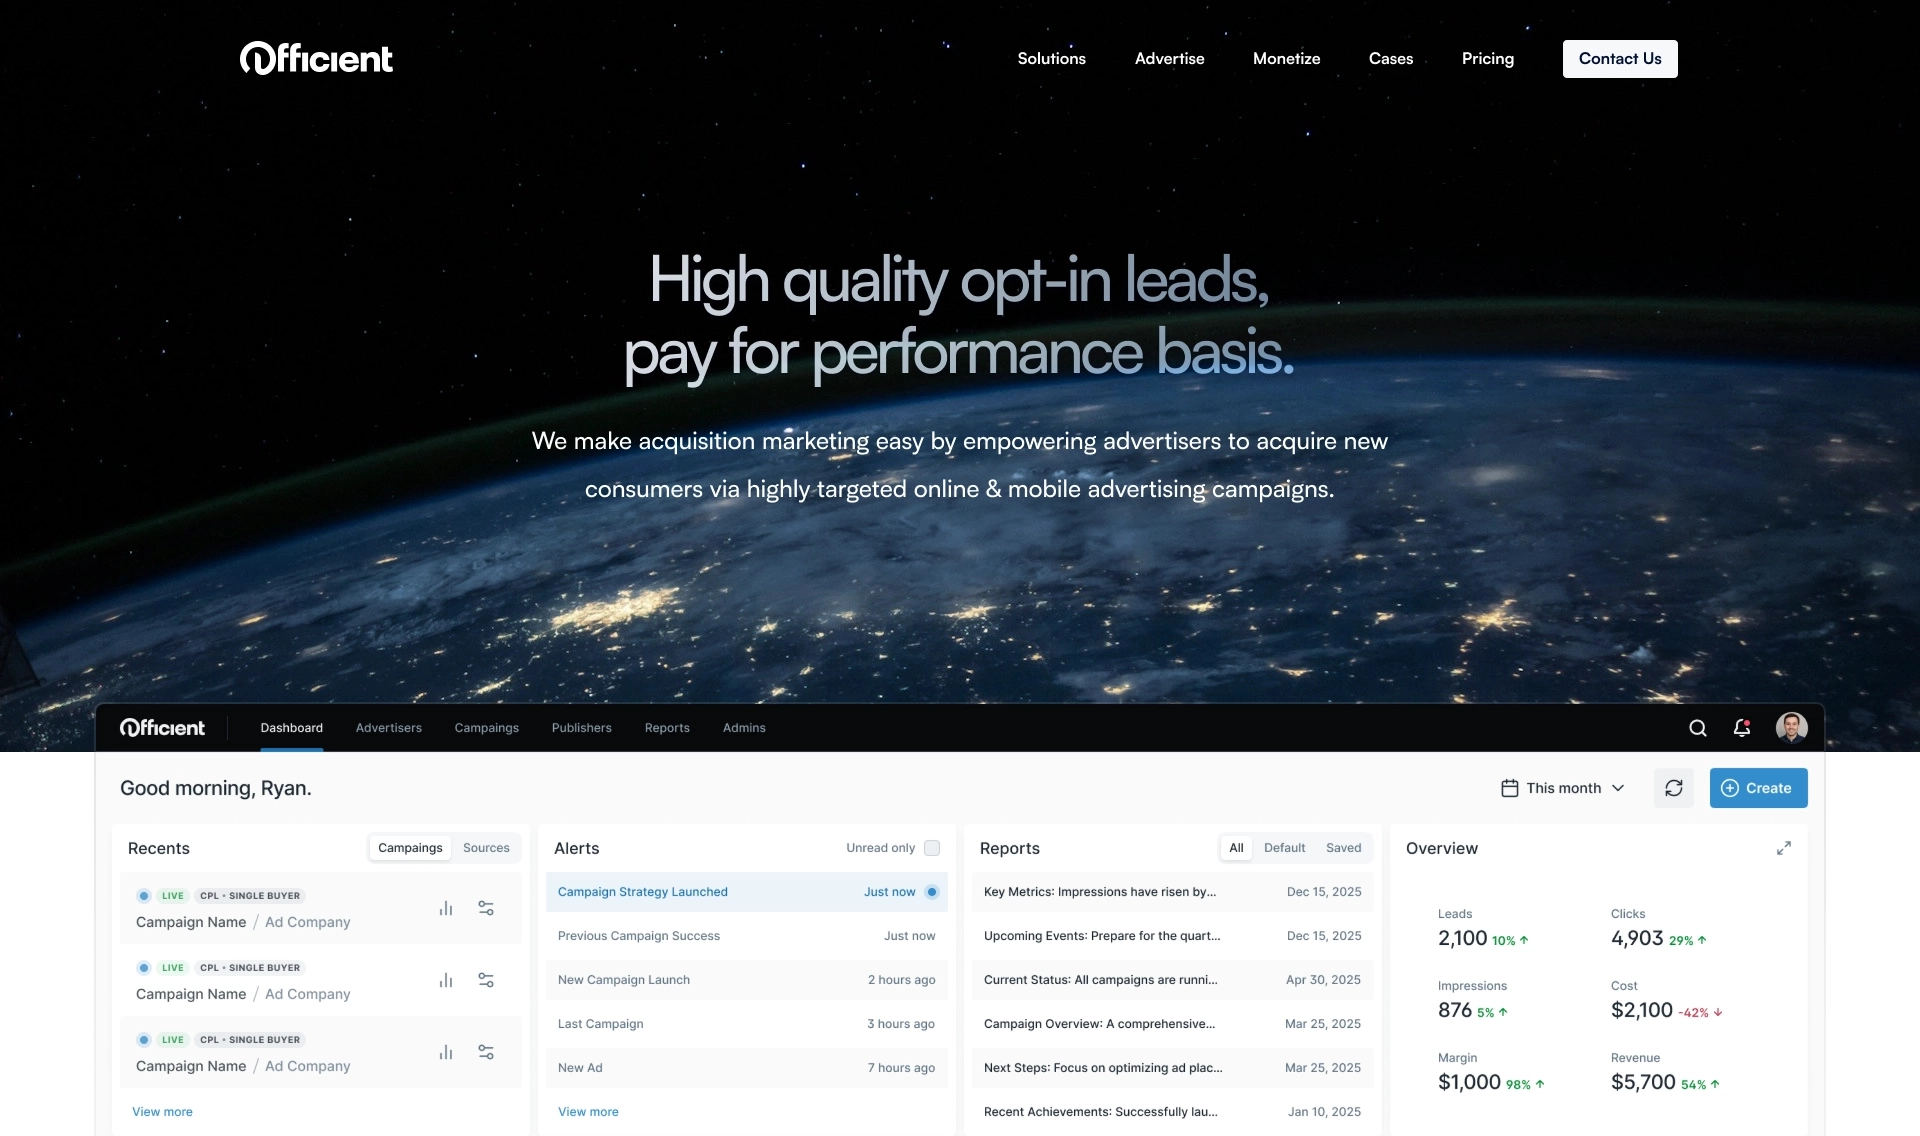 Officient
Solutions
Advertise
Monetize
Cases
Pricing
Contact Us
High quality opt-in leads,
pay for performance basis.
We make acquisition marketing easy by empowering advertisers to acquire new
consumers via highly targeted online & mobile advertising campaigns.
Officient
Dashboard
Advertisers
Campaings
Publishers
Reports
Admins
Good morning, Ryan.
This month
Create
Recents
Campaings
Sources
LIVE
CPL • SINGLE BUYER
Campaign Name / Ad Company
LIVE
CPL • SINGLE BUYER
Campaign Name / Ad Company
LIVE
CPL • SINGLE BUYER
Campaign Name / Ad Company
View more
Alerts
Unread only
Campaign Strategy Launched
Just now
Previous Campaign Success
Just now
New Campaign Launch
2 hours ago
Last Campaign
3 hours ago
New Ad
7 hours ago
View more
Reports
All
Default
Saved
Key Metrics: Impressions have risen by...
Dec 15, 2025
Upcoming Events: Prepare for the quart...
Dec 15, 2025
Current Status: All campaigns are runni...
Apr 30, 2025
Campaign Overview: A comprehensive...
Mar 25, 2025
Next Steps: Focus on optimizing ad plac...
Mar 25, 2025
Recent Achievements: Successfully lau...
Jan 10, 2025
Overview
Leads
2,100 10% ↑
Clicks
4,903 29% ↑
Impressions
876 5% ↑
Cost
$2,100 -42% ↓
Margin
$1,000 98% ↑
Revenue
$5,700 54% ↑